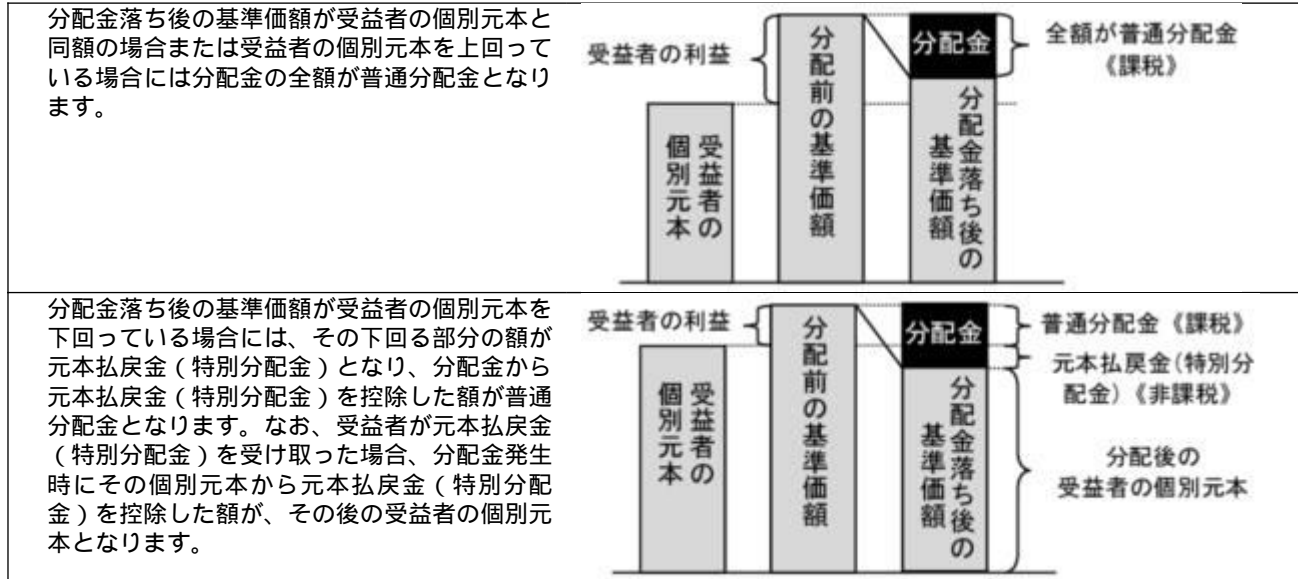 分配金落ち後の基準価額が受益者の個別元本と
同額の場合または受益者の個別元本を上回って
いる場合には分配金の全額が普通分配金となり
ます。
受益者の利益
受益者の
個別元本
分配前の基準価額
分配金
分配金落ち後の
基準価額
全額が普通分配金
《課税》
分配金落ち後の基準価額が受益者の個別元本を
下回っている場合には、その下回る部分の額が
元本払戻金(特別分配金)となり、分配金から
元本払戻金(特別分配金)を控除した額が普通
分配金となります。なお、受益者が元本払戻金
(特別分配金)を受け取った場合、分配金発生
時にその個別元本から元本払戻金(特別分配
金)を控除した額が、その後の受益者の個別元
本となります。
受益者の利益
受益者の
個別元本
分配前の基準価額
分配金
分配金落ち後の
基準価額
普通分配金《課税》
元本払戻金(特別分
配金)《非課税》
分配後の
受益者の個別元本